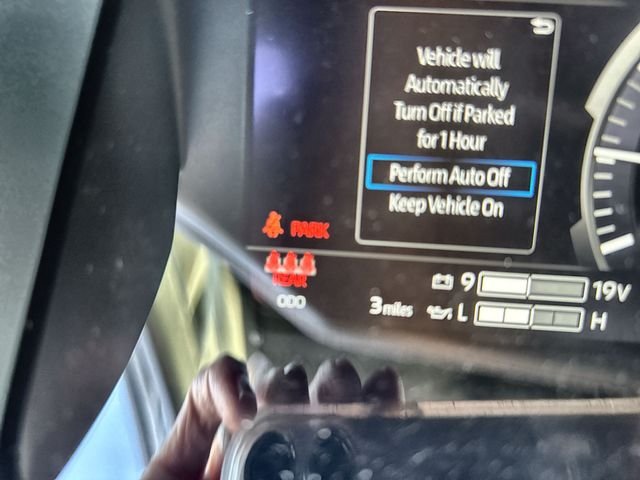 Vehicle will
Automatically
Turn Off if Parked
for 1 Hour
Perform Auto Off
Keep Vehicle On
PARK
REAR
000
9 19V
3 miles L H